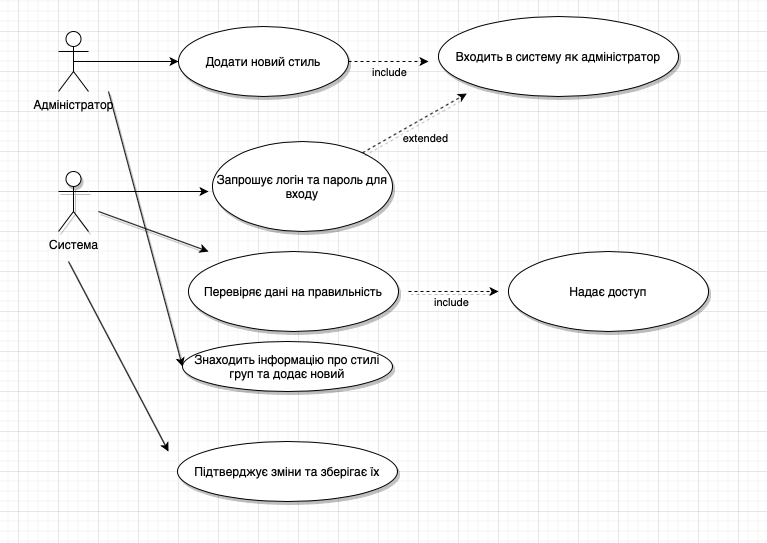 Додати новий стиль
include
Входить в систему як адміністратор
Адміністратор
extended
Запрошує логін та пароль для
входу
Система
Перевіряє дані на правильність
include
Надає доступ
Знаходить інформацію про стилі
груп та додає новий
Підтверджує зміни та зберігає їх